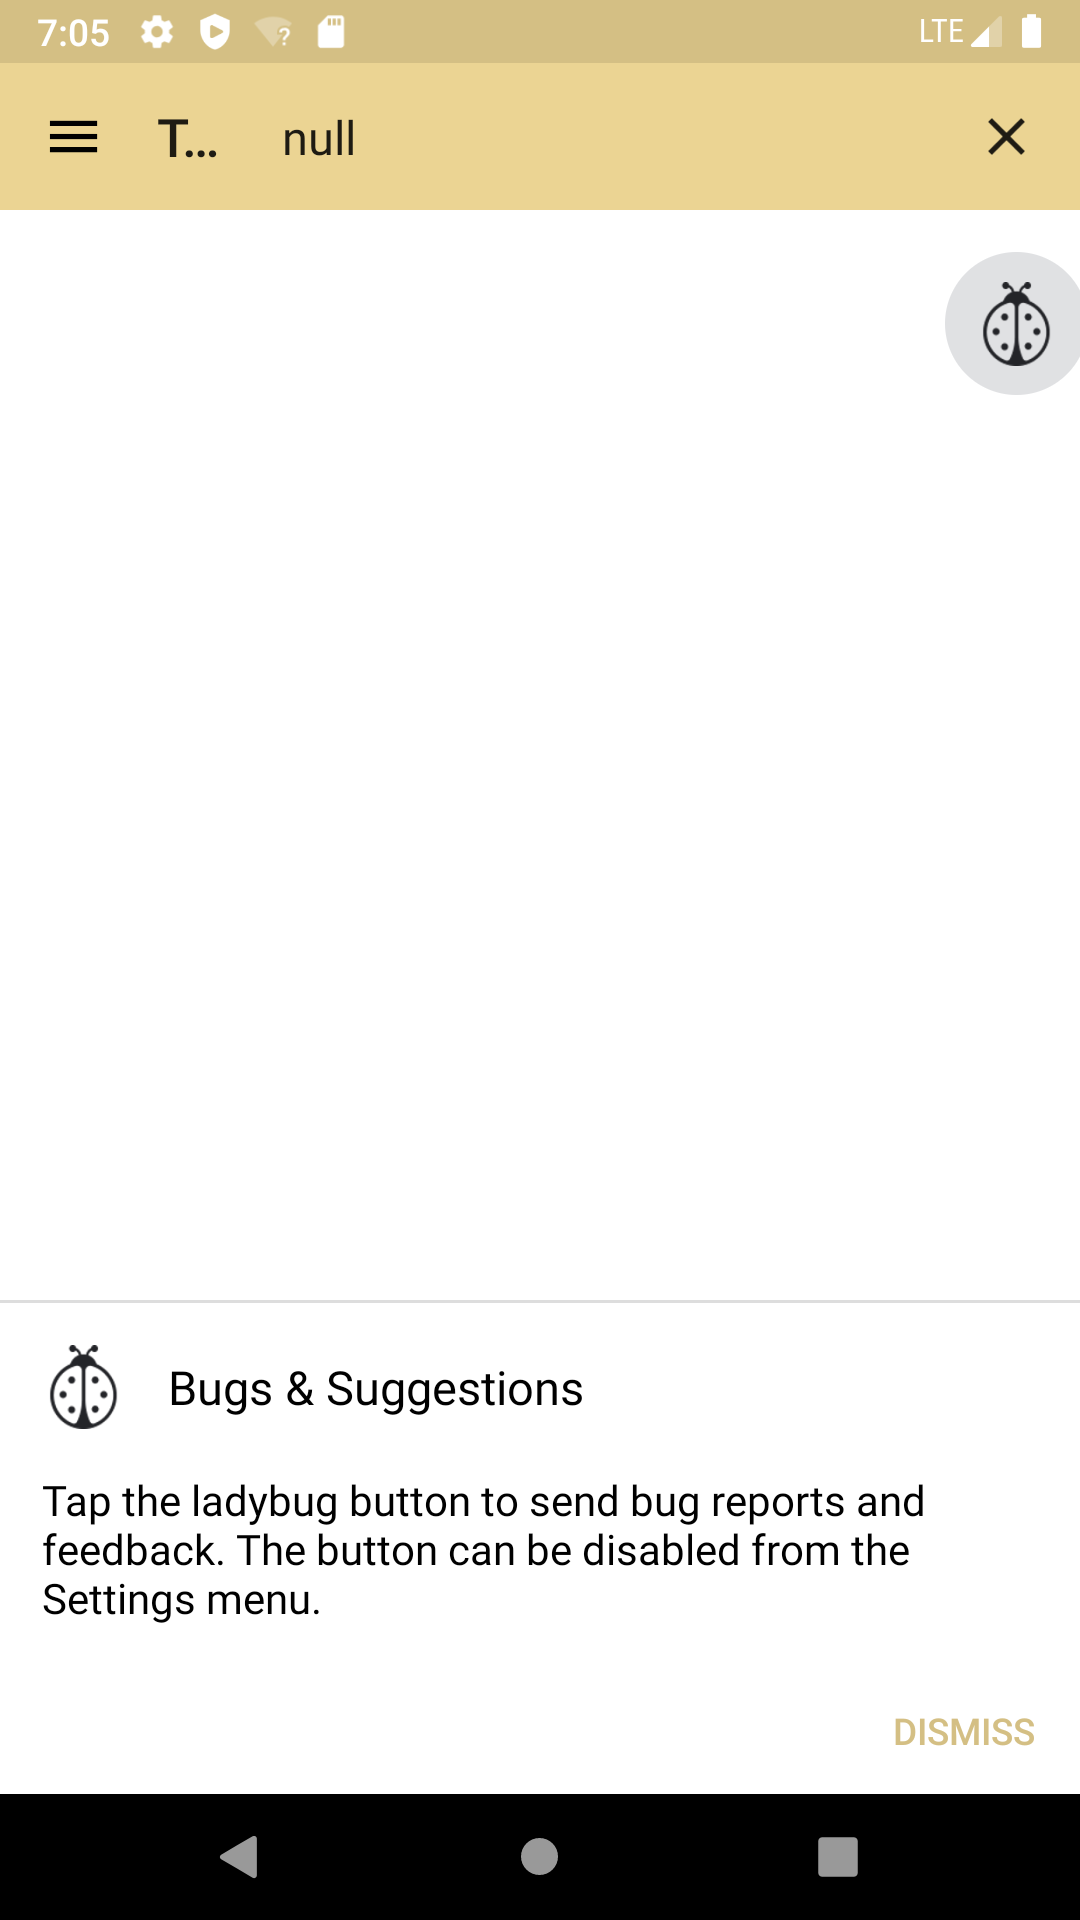 7:05
LTE
T... null
Bugs & Suggestions
Tap the ladybug button to send bug reports and
feedback. The button can be disabled from the
Settings menu.
DISMISS